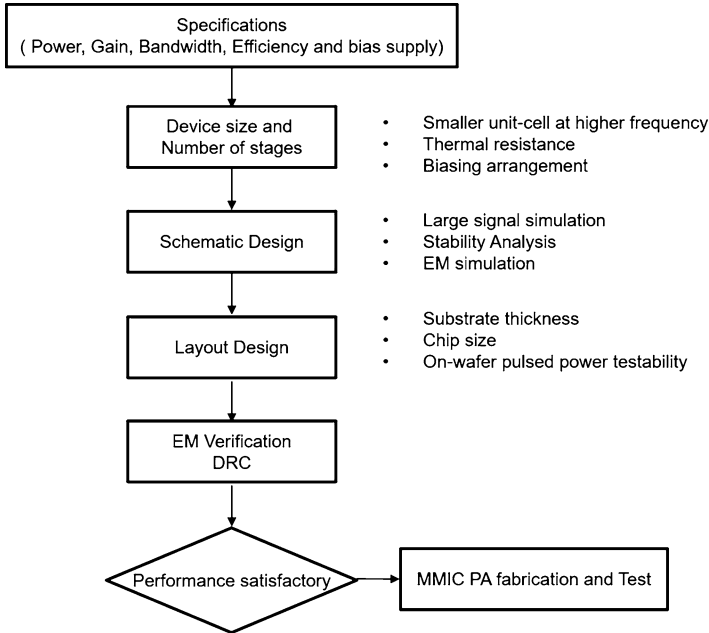 Specifications
( Power, Gain, Bandwidth, Efficiency and bias supply)
Device size and
Number of stages
• Smaller unit-cell at higher frequency
• Thermal resistance
• Biasing arrangement
Schematic Design
• Large signal simulation
• Stability Analysis
• EM simulation
Layout Design
• Substrate thickness
• Chip size
• On-wafer pulsed power testability
EM Verification
DRC
Performance satisfactory
MMIC PA fabrication and Test